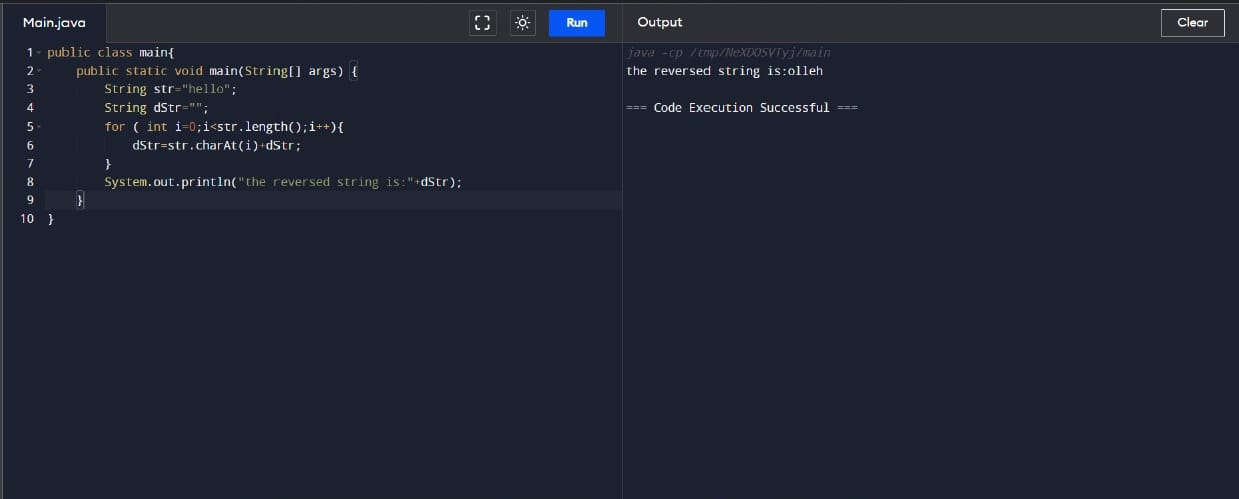 Main.java
Run
Output
Clear
1 public class main{
2 public static void main(String[] args) {
3 String str="hello";
4 String dStr="";
5 for ( int i=0;i<str.length();i++){
6 dStr=str.charAt(i)+dStr;
7 }
8 System.out.println("the reversed string is:"+dStr);
9 }
10 }
java -cp /tmp/NeXDOSVTyj/main
the reversed string is:olleh
=== Code Execution Successful ===